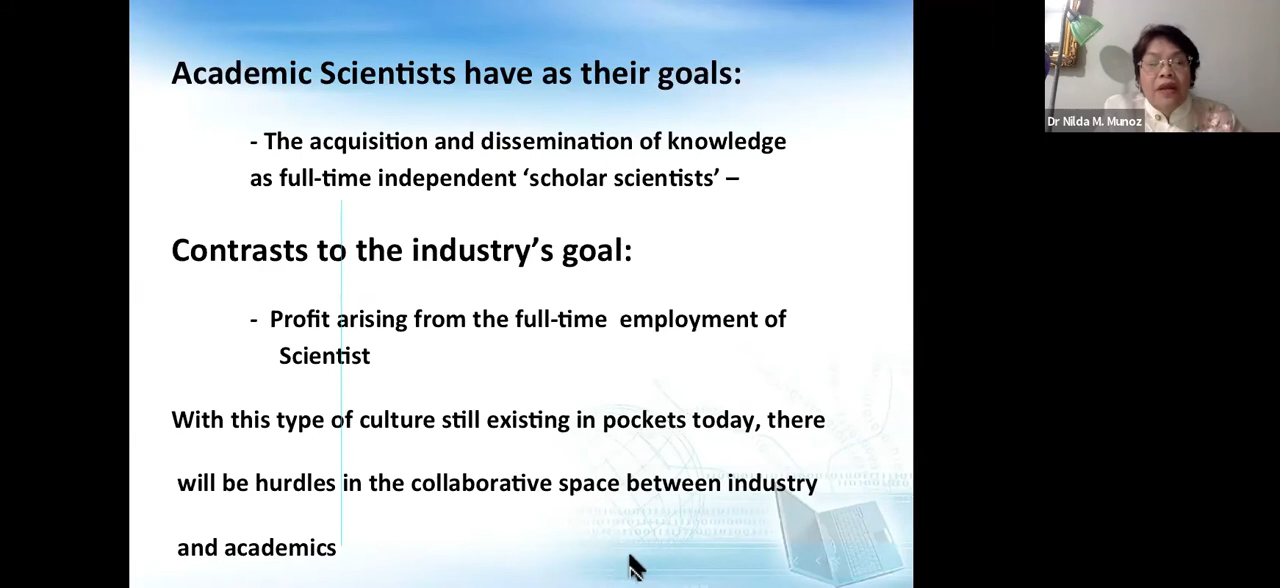 Academic Scientists have as their goals:
- The acquisition and dissemination of knowledge
as full-time independent ‘scholar scientists’ –
Contrasts to the industry’s goal:
- Profit arising from the full-time employment of
Scientist
With this type of culture still existing in pockets today, there
will be hurdles in the collaborative space between industry
and academics
Dr Nilda M. Munoz